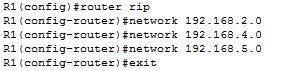 R1(config)#router rip
R1(config-router)#network 192.168.2.0
R1(config-router)#network 192.168.4.0
R1(config-router)#network 192.168.5.0
R1(config-router)#exit